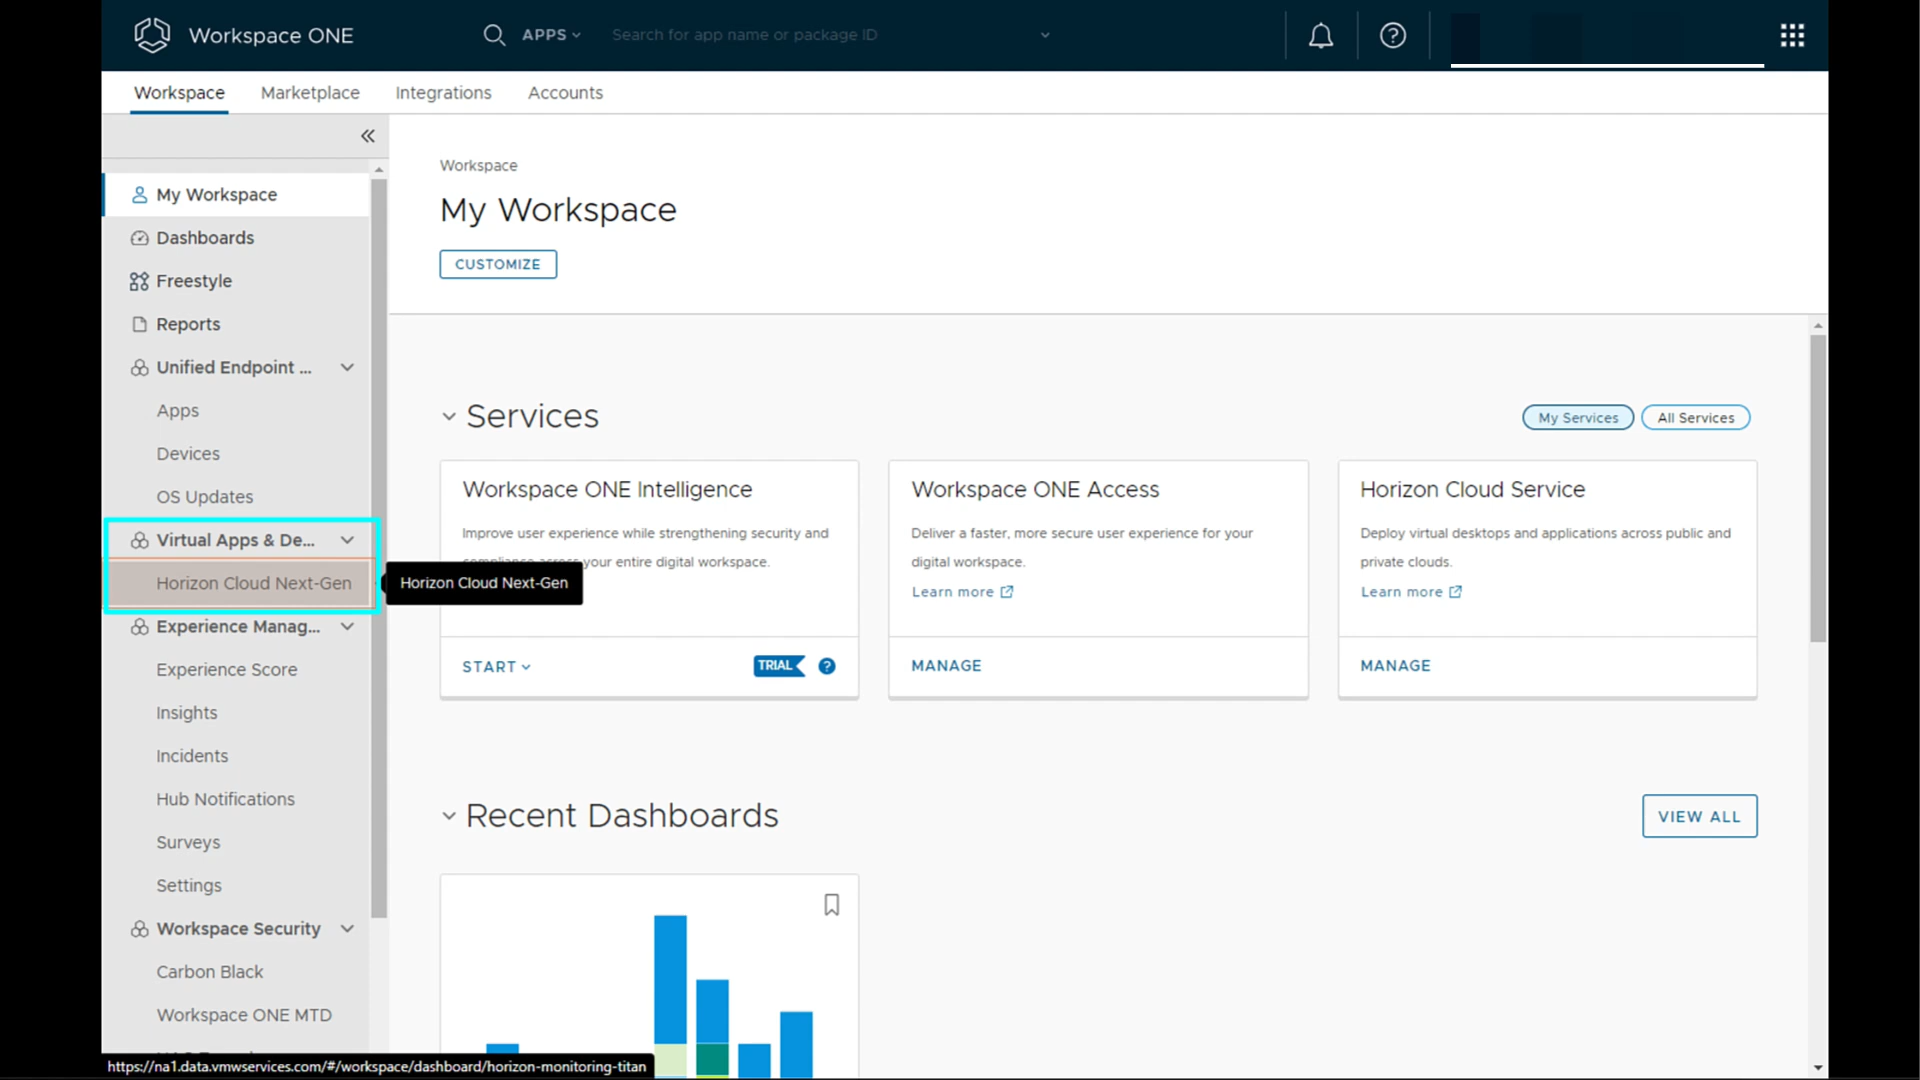 Workspace ONE
APPS
Search for app name or package ID
Workspace
Marketplace
Integrations
Accounts
My Workspace
Dashboards
Freestyle
Reports
Unified Endpoint ...
Apps
Devices
OS Updates
Virtual Apps & De...
Horizon Cloud Next-Gen
Experience Manag...
Experience Score
Insights
Incidents
Hub Notifications
Surveys
Settings
Workspace Security
Carbon Black
Workspace ONE MTD
Horizon Cloud Next-Gen
Workspace
My Workspace
CUSTOMIZE
Services
My Services
All Services
Workspace ONE Intelligence
Improve user experience while strengthening security and
compliance across your entire digital workspace.
START
TRIAL
?
Workspace ONE Access
Deliver a faster, more secure user experience for your
digital workspace.
Learn more
MANAGE
Horizon Cloud Service
Deploy virtual desktops and applications across public and
private clouds.
Learn more
MANAGE
Recent Dashboards
VIEW ALL
https://na1.data.vmwservices.com/#/workspace/dashboard/horizon-monitoring-titan